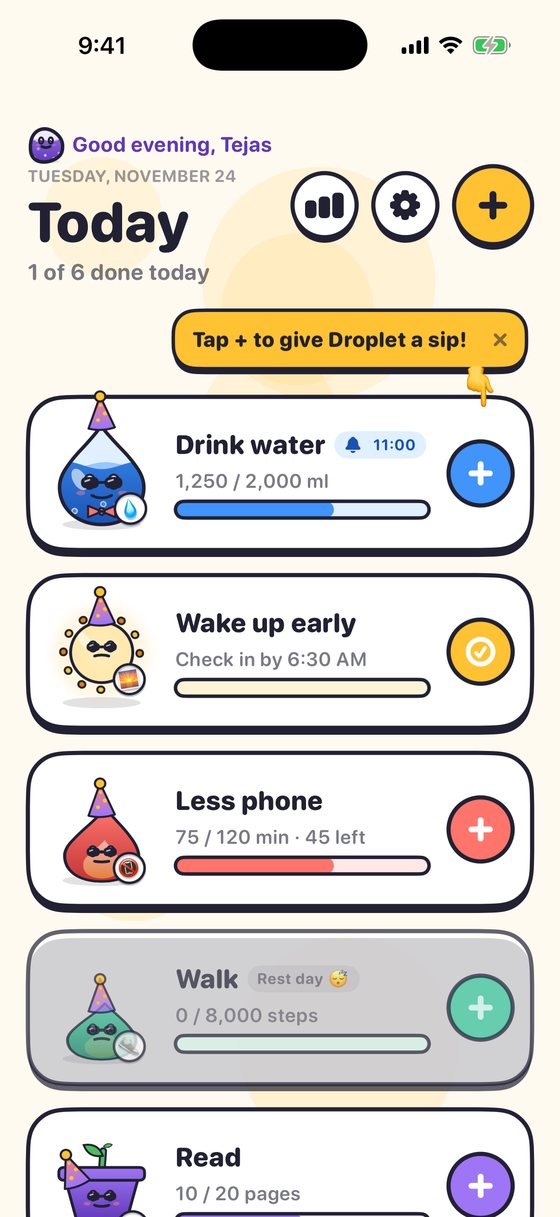 9:41
Good evening, Tejas
TUESDAY, NOVEMBER 24
Today
1 of 6 done today
Tap + to give Droplet a sip!
Drink water 11:00
1,250 / 2,000 ml
Wake up early
Check in by 6:30 AM
Less phone
75 / 120 min · 45 left
Walk Rest day 😴
0 / 8,000 steps
Read
10 / 20 pages